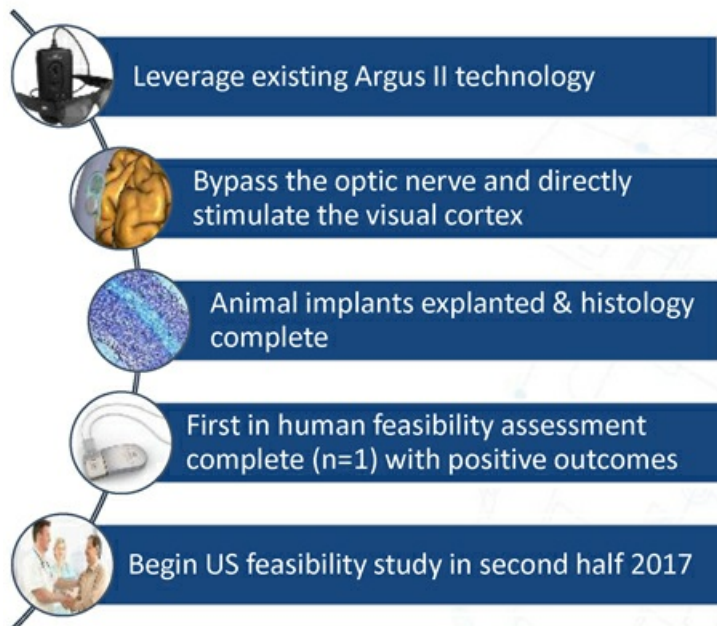 Leverage existing Argus II technology
Bypass the optic nerve and directly
stimulate the visual cortex
Animal implants explanted & histology
complete
First in human feasibility assessment
complete (n=1) with positive outcomes
Begin US feasibility study in second half 2017